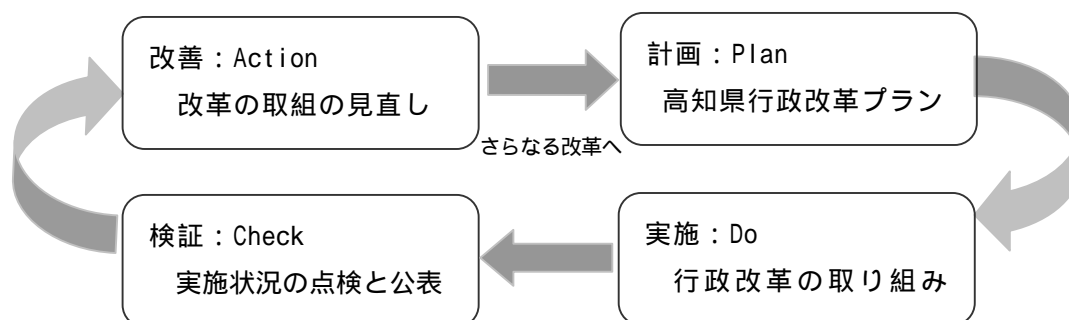 改善：Action
改革の取組の見直し
さらなる改革へ
計画：Plan
高知県行政改革プラン
検証：Check
実施状況の点検と公表
実施：Do
行政改革の取り組み